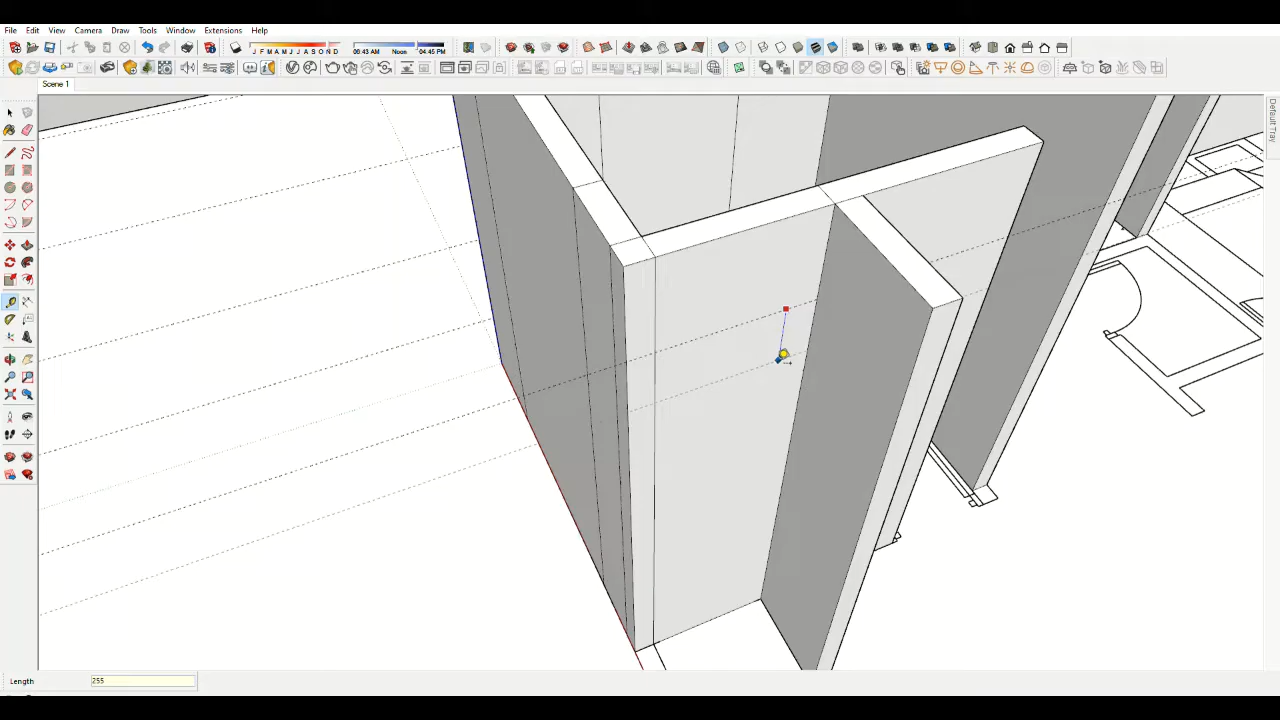 File Edit View Camera Draw Tools Window Extensions Help
J F M A M J J A S O N D 06:43 AM Noon 04:45 PM
Scene 1
Default Tray
Length 255